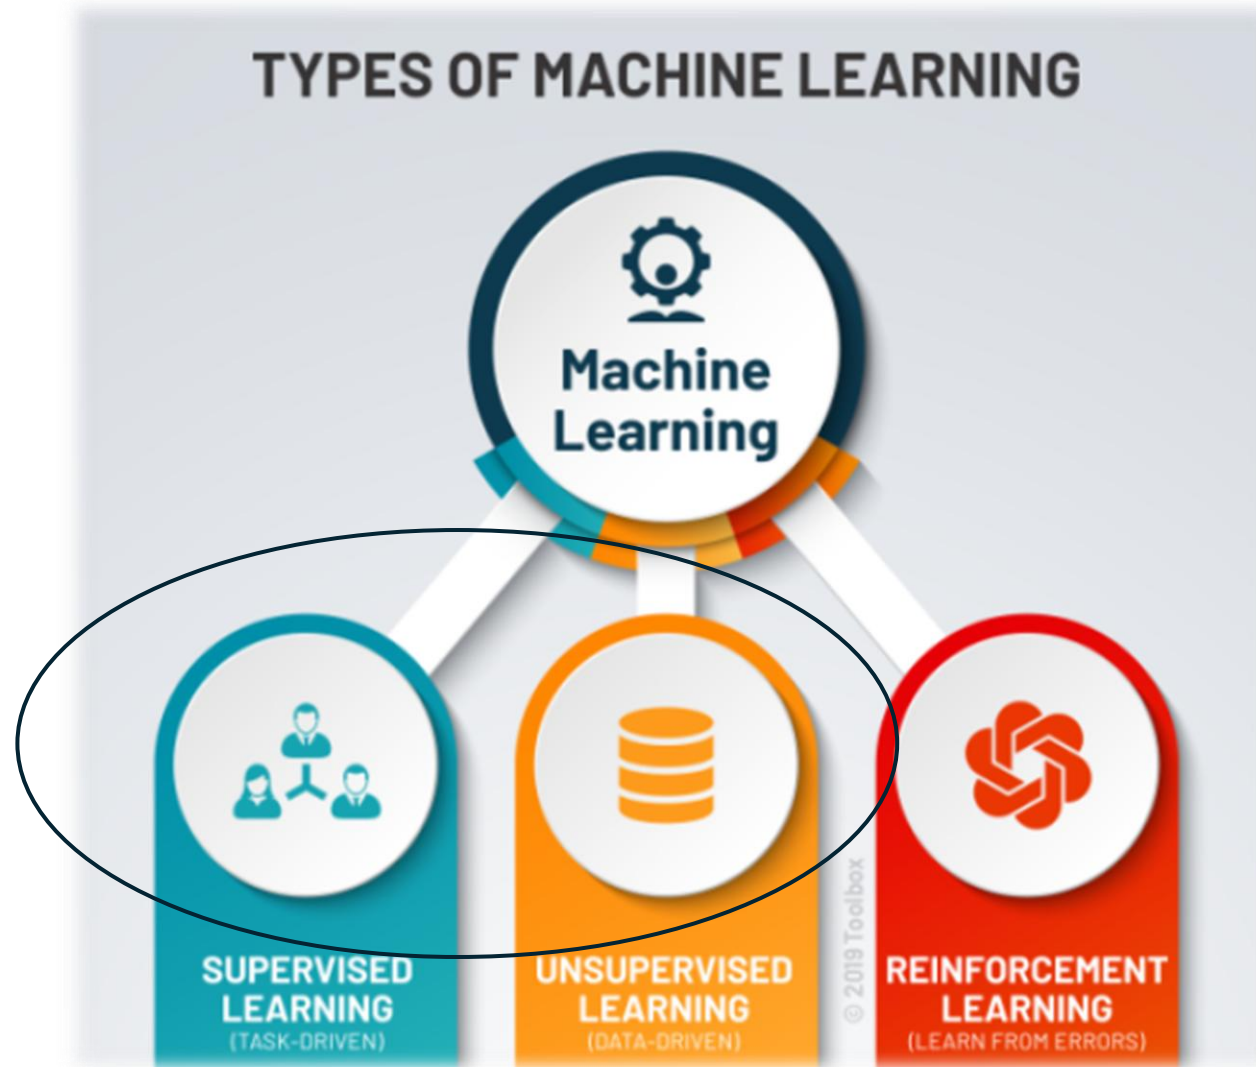 TYPES OF MACHINE LEARNING
Machine
Learning
SUPERVISED
LEARNING
(TASK-DRIVEN)
UNSUPERVISED
LEARNING
(DATA-DRIVEN)
© 2019 Toolbox
REINFORCEMENT
LEARNING
(LEARN FROM ERRORS)